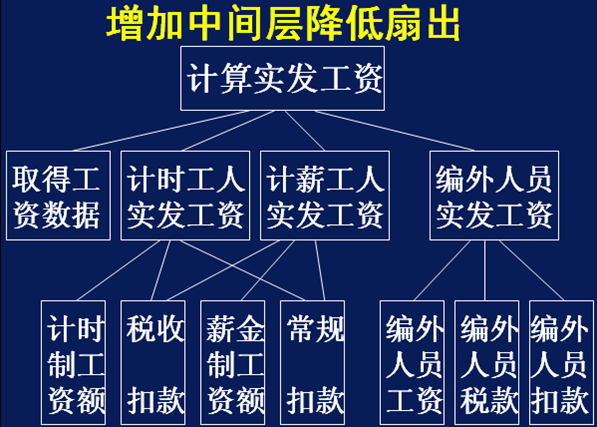 增加中间层降低扇出
计算实发工资
取得工
资数据
计时工人
实发工资
计薪工人
实发工资
编外人员
实发工资
计时
制工
资额
税收
扣款
薪金
制工
资额
常规
扣款
编外
人员
工资
编外
人员
税款
编外
人员
扣款